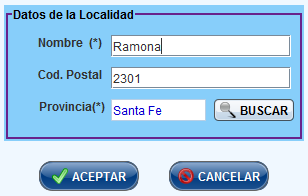 Datos de la Localidad
Nombre (*) Ramona
Cod. Postal 2301
Provincia(*) Santa Fe BUSCAR
ACEPTAR CANCELAR